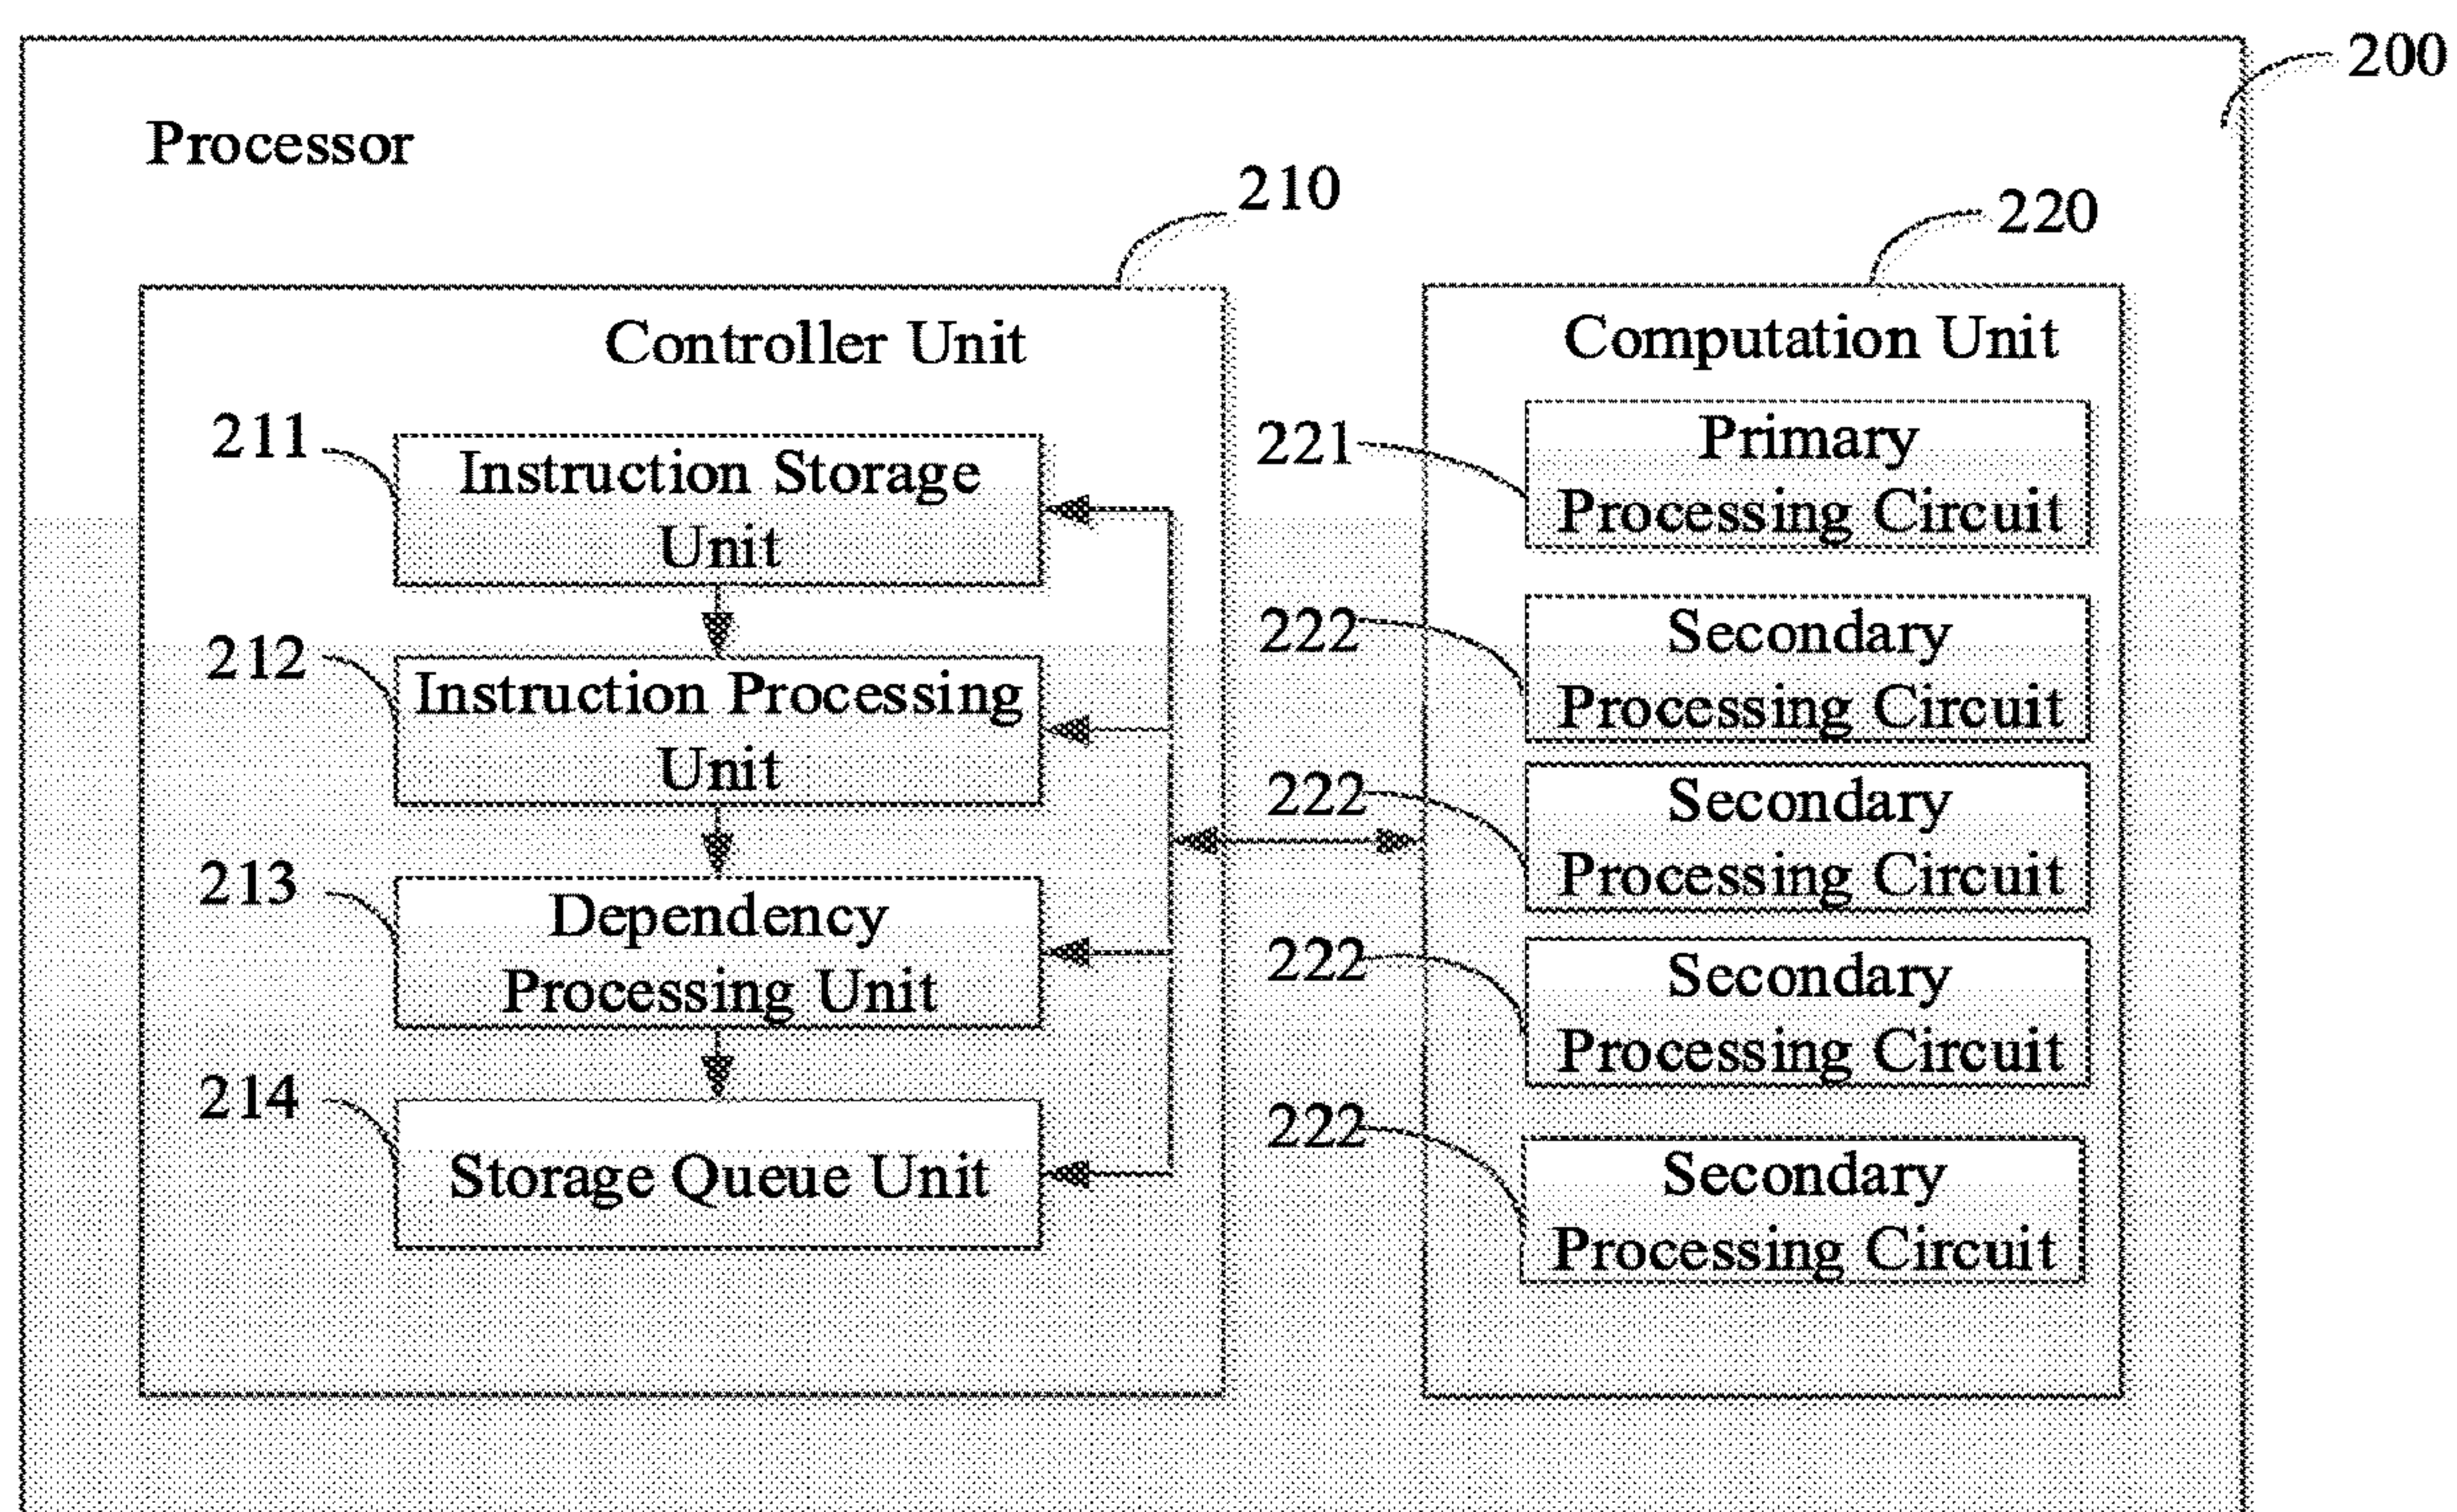 200
Processor
210
220
Controller Unit
Computation Unit
211
Instruction Storage
Unit
212
Instruction Processing
Unit
213
Dependency
Processing Unit
214
Storage Queue Unit
221
Primary
Processing Circuit
222
Secondary
Processing Circuit
222
Secondary
Processing Circuit
222
Secondary
Processing Circuit
222
Secondary
Processing Circuit